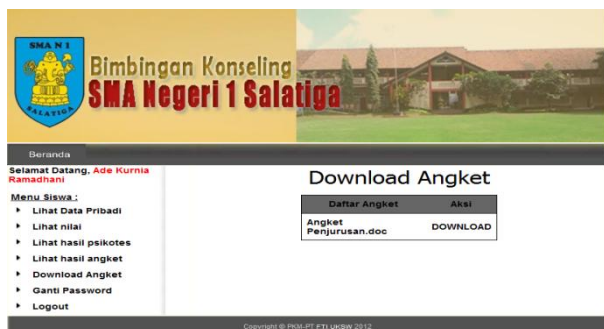 SMA N 1
SALATIGA
Bimbingan Konseling
SMA Negeri 1 Salatiga
Beranda
Selamat Datang, Ade Kurnia
Ramadhani
Menu Siswa :
Lihat Data Pribadi
Lihat nilai
Lihat hasil psikotes
Lihat hasil angket
Download Angket
Ganti Password
Logout
Download Angket
Daftar Angket Aksi
Angket
Penjurusan.doc DOWNLOAD
Copyright © PKM-PT FTI UKSW 2012